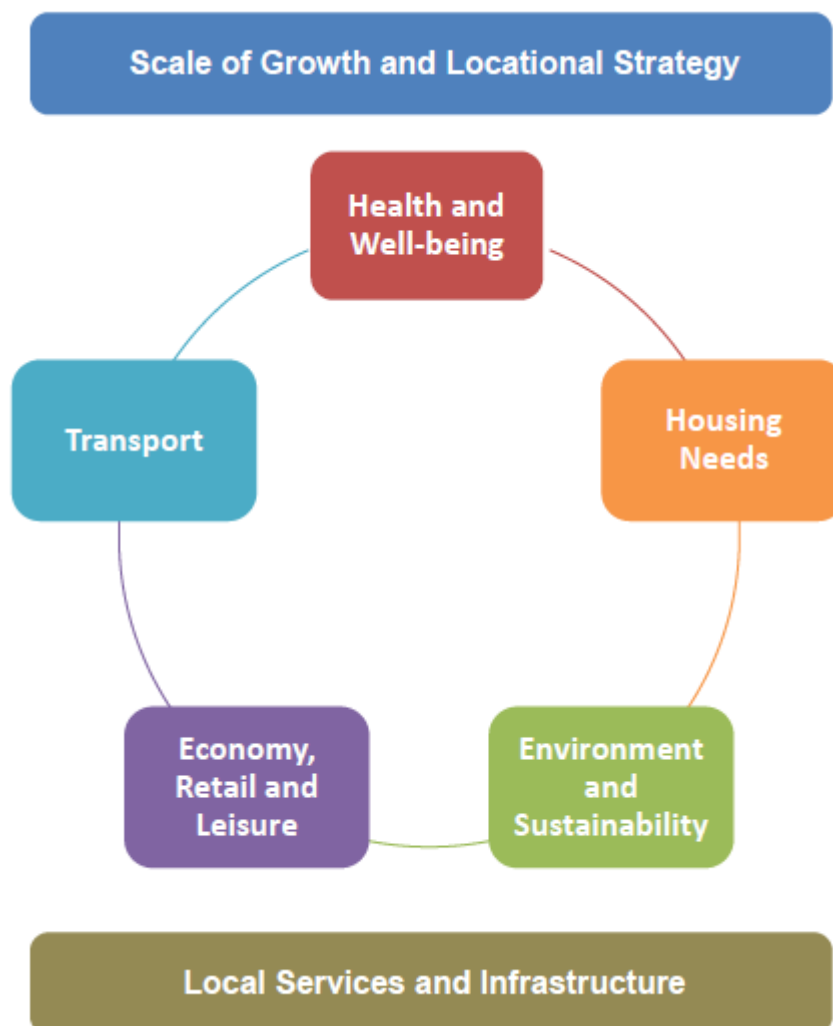 Scale of Growth and Locational Strategy
Health and
Well-being
Transport
Housing
Needs
Economy,
Retail and
Leisure
Environment
and
Sustainability
Local Services and Infrastructure